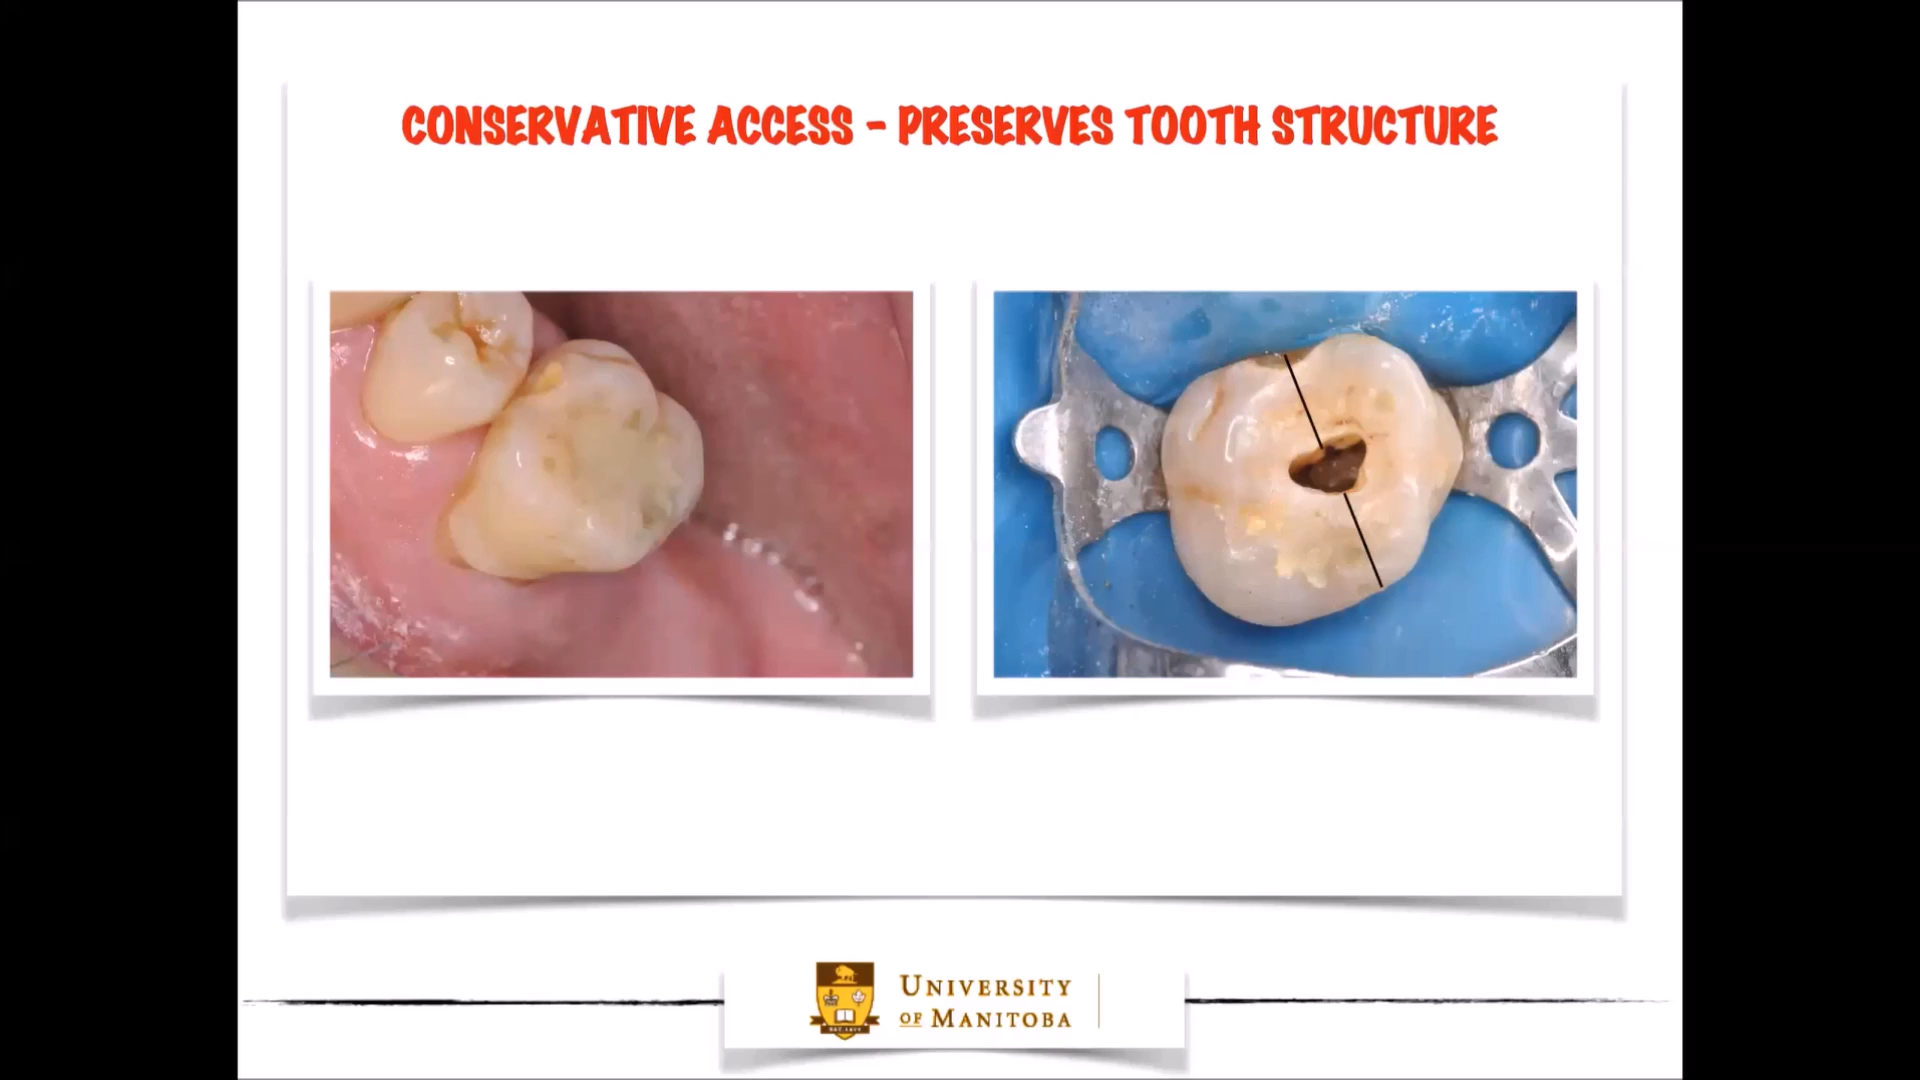 CONSERVATIVE ACCESS - PRESERVES TOOTH STRUCTURE
UNIVERSITY
OF MANITOBA